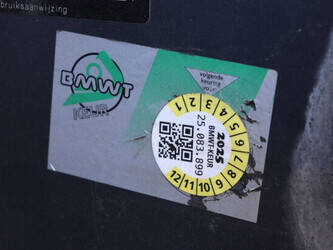 bruiksaanwijzing
BMWT
KEUR
volgende
keuring
voor:
1 2 3 4 5 6 7 8 9 10 11 12
2025
BMWT-KEUR
25.083.899